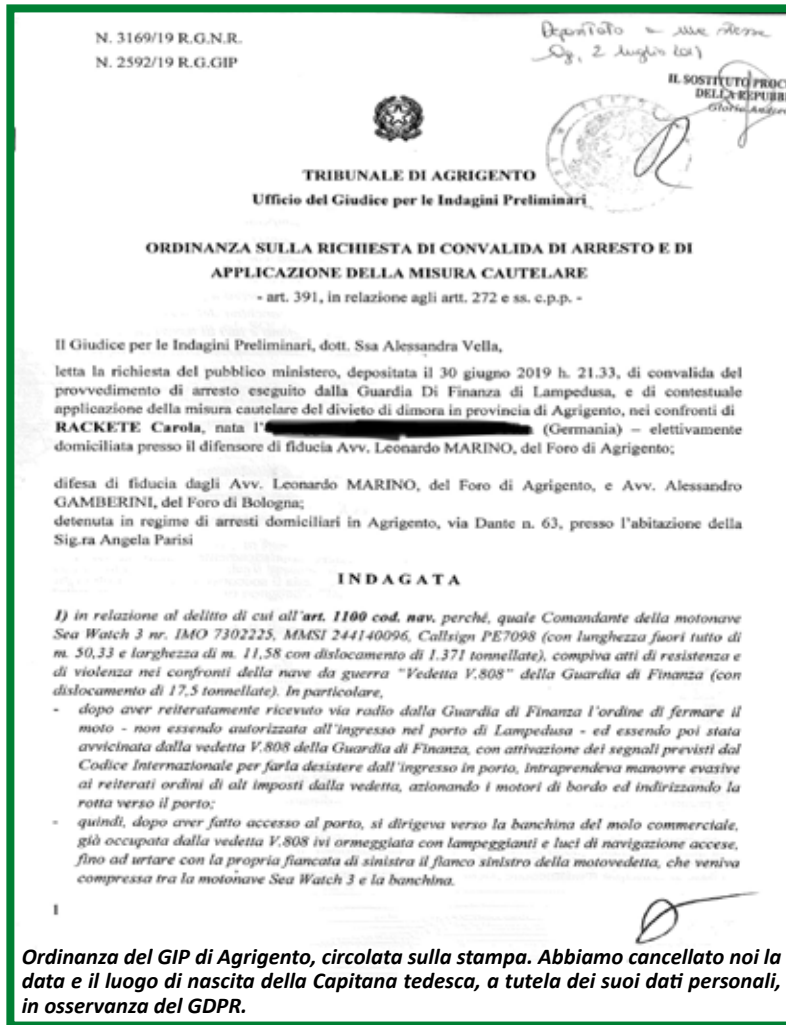 N. 3169/19 R.G.N.R.
N. 2592/19 R.G.GIP
Depositato
2 luglio
IL SOSTITUTO PROC
DELLA REPUBBL
TRIBUNALE DI AGRIGENTO
Ufficio del Giudice per le Indagini Preliminari
ORDINANZA SULLA RICHIESTA DI CONVALIDA DI ARRESTO E DI
APPLICAZIONE DELLA MISURA CAUTELARE
- art. 391, in relazione agli artt. 272 e ss. c.p.p. -
Il Giudice per le Indagini Preliminari, dott. Ssa Alessandra Vella,
letta la richiesta del pubblico ministero, depositata il 30 giugno 2019 h. 21.33, di convalida del
provvedimento di arresto eseguito dalla Guardia Di Finanza di Lampedusa, e di contestuale
applicazione della misura cautelare del divieto di dimora in provincia di Agrigento, nei confronti di
RACKETE Carola, nata l' (Germania) – elettivamente
domiciliata presso il difensore di fiducia Avv. Leonardo MARINO, del Foro di Agrigento;
difesa di fiducia dagli Avv. Leonardo MARINO, del Foro di Agrigento, e Avv. Alessandro
GAMBERINI, del Foro di Bologna;
detenuta in regime di arresti domiciliari in Agrigento, via Dante n. 63, presso l'abitazione della
Sig.ra Angela Parisi
INDAGATA
1) in relazione al delitto di cui all'art. 1100 cod. nav. perché, quale Comandante della motonave
Sea Watch 3 nr. IMO 7302225, MMSI 244140096, Callsign PE7098 (con lunghezza fuori tutto di
m. 50,33 e larghezza di m. 11,58 con dislocamento di 1.371 tonnellate), compiva atti di resistenza e
di violenza nei confronti della nave da guerra "Vedetta V.808" della Guardia di Finanza (con
dislocamento di 17,5 tonnellate). In particolare,
- dopo aver reiteratamente ricevuto via radio dalla Guardia di Finanza l'ordine di fermare il
moto - non essendo autorizzata all'ingresso nel porto di Lampedusa - ed essendo poi stata
avvicinata dalla vedetta V.808 della Guardia di Finanza, con attivazione dei segnali previsti dal
Codice Internazionale per farla desistere dall'ingresso in porto, intraprendeva manovre evasive
ai reiterati ordini di alt imposti dalla vedetta, azionando i motori di bordo ed indirizzando la
rotta verso il porto;
- quindi, dopo aver fatto accesso al porto, si dirigeva verso la banchina del molo commerciale,
già occupata dalla vedetta V.808 ivi ormeggiata con lampeggianti e luci di navigazione accese,
fino ad urtare con la propria fiancata di sinistra il fianco sinistro della motovedetta, che veniva
compressa tra la motonave Sea Watch 3 e la banchina.
1
Ordinanza del GIP di Agrigento, circolata sulla stampa. Abbiamo cancellato noi la
data e il luogo di nascita della Capitana tedesca, a tutela dei suoi dati personali,
in osservanza del GDPR.